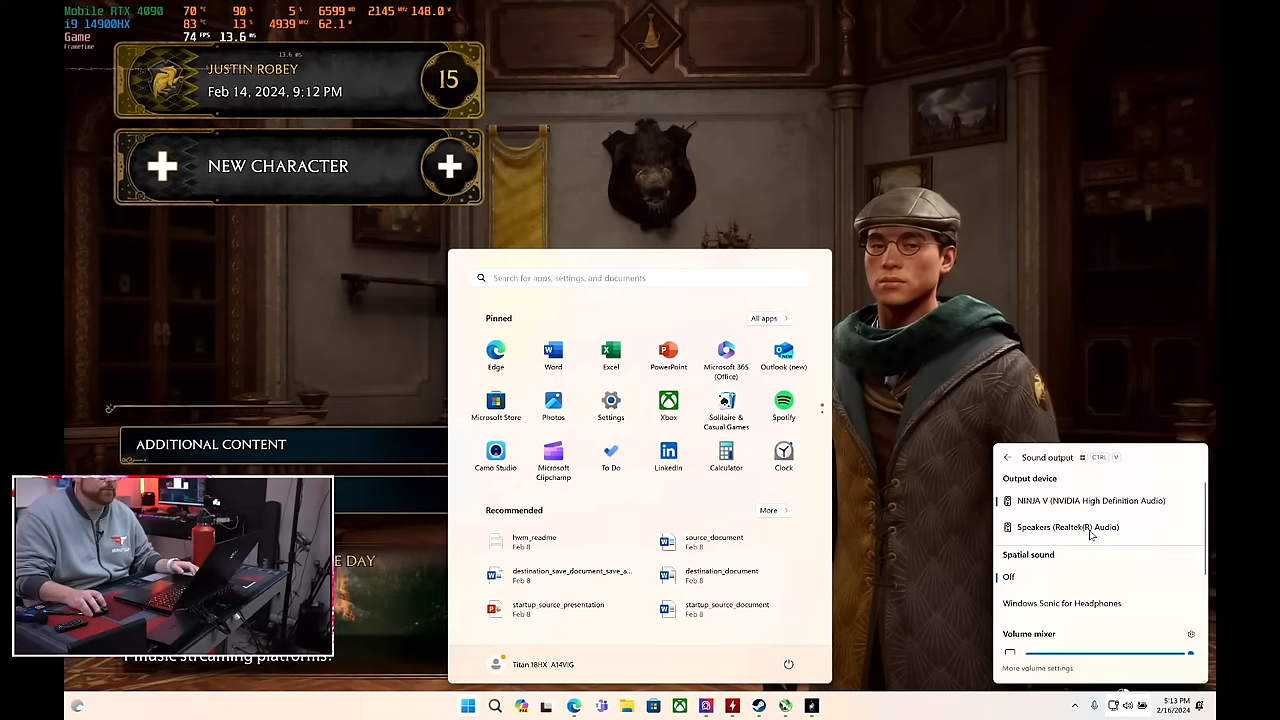 Mobile RTX 4090 70 °C 90 % 5 % 6599 MB 2145 MHz 148.0 W
i9 14900HX 83 °C 13 % 4939 MHz 62.1 W
Game 74 FPS 13.6 ms
Frametime
13.6 ms
JUSTIN ROBEY
Feb 14, 2024, 9:12 PM
15
NEW CHARACTER
ADDITIONAL CONTENT
E DAY
music streaming platforms.
Search for apps, settings, and documents
Pinned
All apps
Edge
Word
Excel
PowerPoint
Microsoft 365 (Office)
Outlook (new)
Microsoft Store
Photos
Settings
Xbox
Solitaire & Casual Games
Spotify
Camo Studio
Microsoft Clipchamp
To Do
LinkedIn
Calculator
Clock
Recommended
More
hwm_readme
Feb 8
source_document
Feb 8
destination_save_document_save_a...
Feb 8
destination_document
Feb 8
startup_source_presentation
Feb 8
startup_source_document
Feb 8
Titan 18HX A14VIG
Sound output CTRL V
Output device
NINJA V (NVIDIA High Definition Audio)
Speakers (Realtek(R) Audio)
Spatial sound
Off
Windows Sonic for Headphones
Volume mixer
More volume settings
5:13 PM
2/16/2024